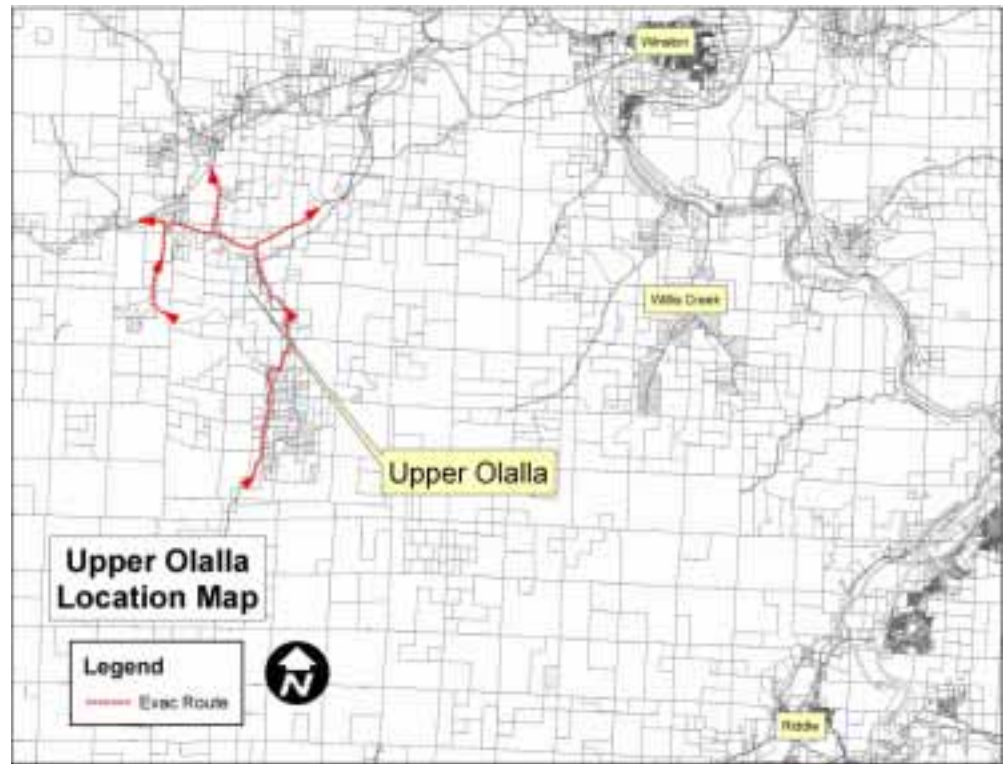 Winston
Willis Creek
Upper Olalla
Upper Olalla
Location Map
Legend
Evac Route
N
Riddle